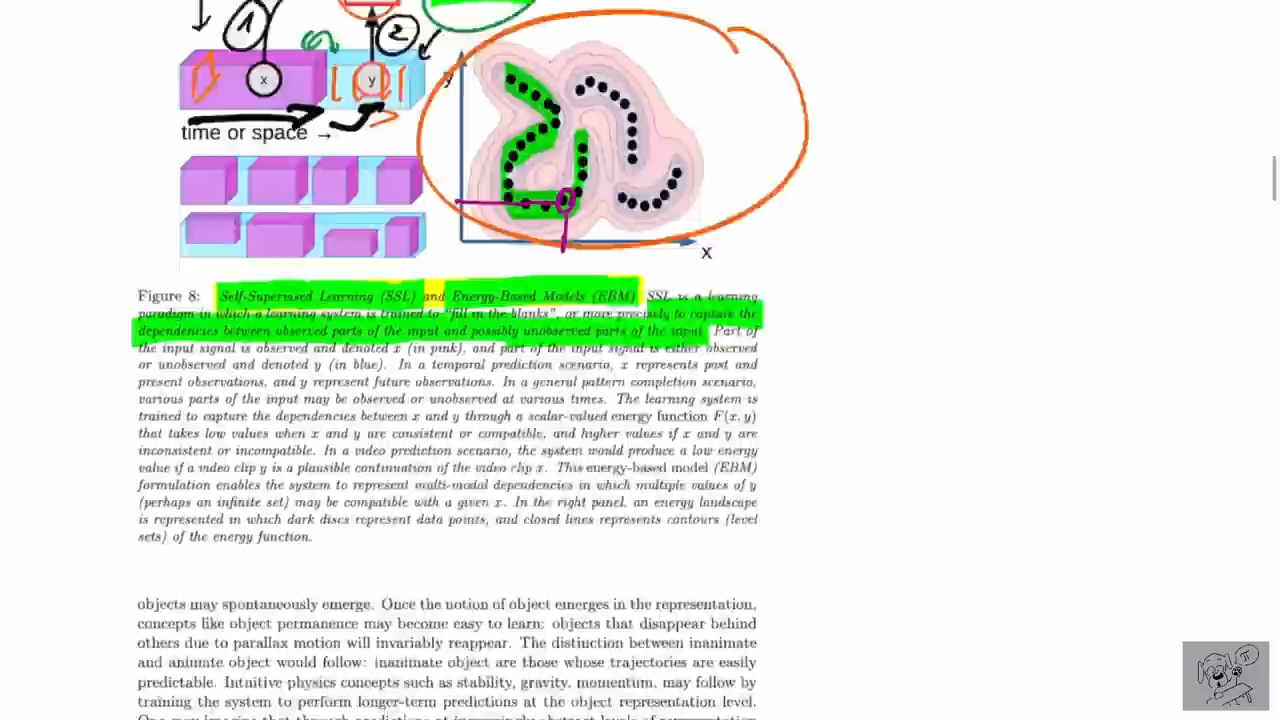 1
2
x
y
y
time or space →
x
Figure 8: Self-Supervised Learning (SSL) and Energy-Based Models (EBM). SSL is a learning
paradigm in which a learning system is trained to "fill in the blanks", or more precisely to capture the
dependencies between observed parts of the input and possibly unobserved parts of the input. Part of
the input signal is observed and denoted x (in pink), and part of the input signal is either observed
or unobserved and denoted y (in blue). In a temporal prediction scenario, x represents past and
present observations, and y represent future observations. In a general pattern completion scenario,
various parts of the input may be observed or unobserved at various times. The learning system is
trained to capture the dependencies between x and y through a scalar-valued energy function F(x, y)
that takes low values when x and y are consistent or compatible, and higher values if x and y are
inconsistent or incompatible. In a video prediction scenario, the system would produce a low energy
value if a video clip y is a plausible continuation of the video clip x. This energy-based model (EBM)
formulation enables the system to represent multi-modal dependencies in which multiple values of y
(perhaps an infinite set) may be compatible with a given x. In the right panel, an energy landscape
is represented in which dark discs represent data points, and closed lines represents contours (level
sets) of the energy function.
objects may spontaneously emerge. Once the notion of object emerges in the representation,
concepts like object permanence may become easy to learn: objects that disappear behind
others due to parallax motion will invariably reappear. The distinction between inanimate
and animate object would follow: inanimate object are those whose trajectories are easily
predictable. Intuitive physics concepts such as stability, gravity, momentum, may follow by
training the system to perform longer-term predictions at the object representation level.
One may imagine that through predictions at increasingly abstract levels of representation
π